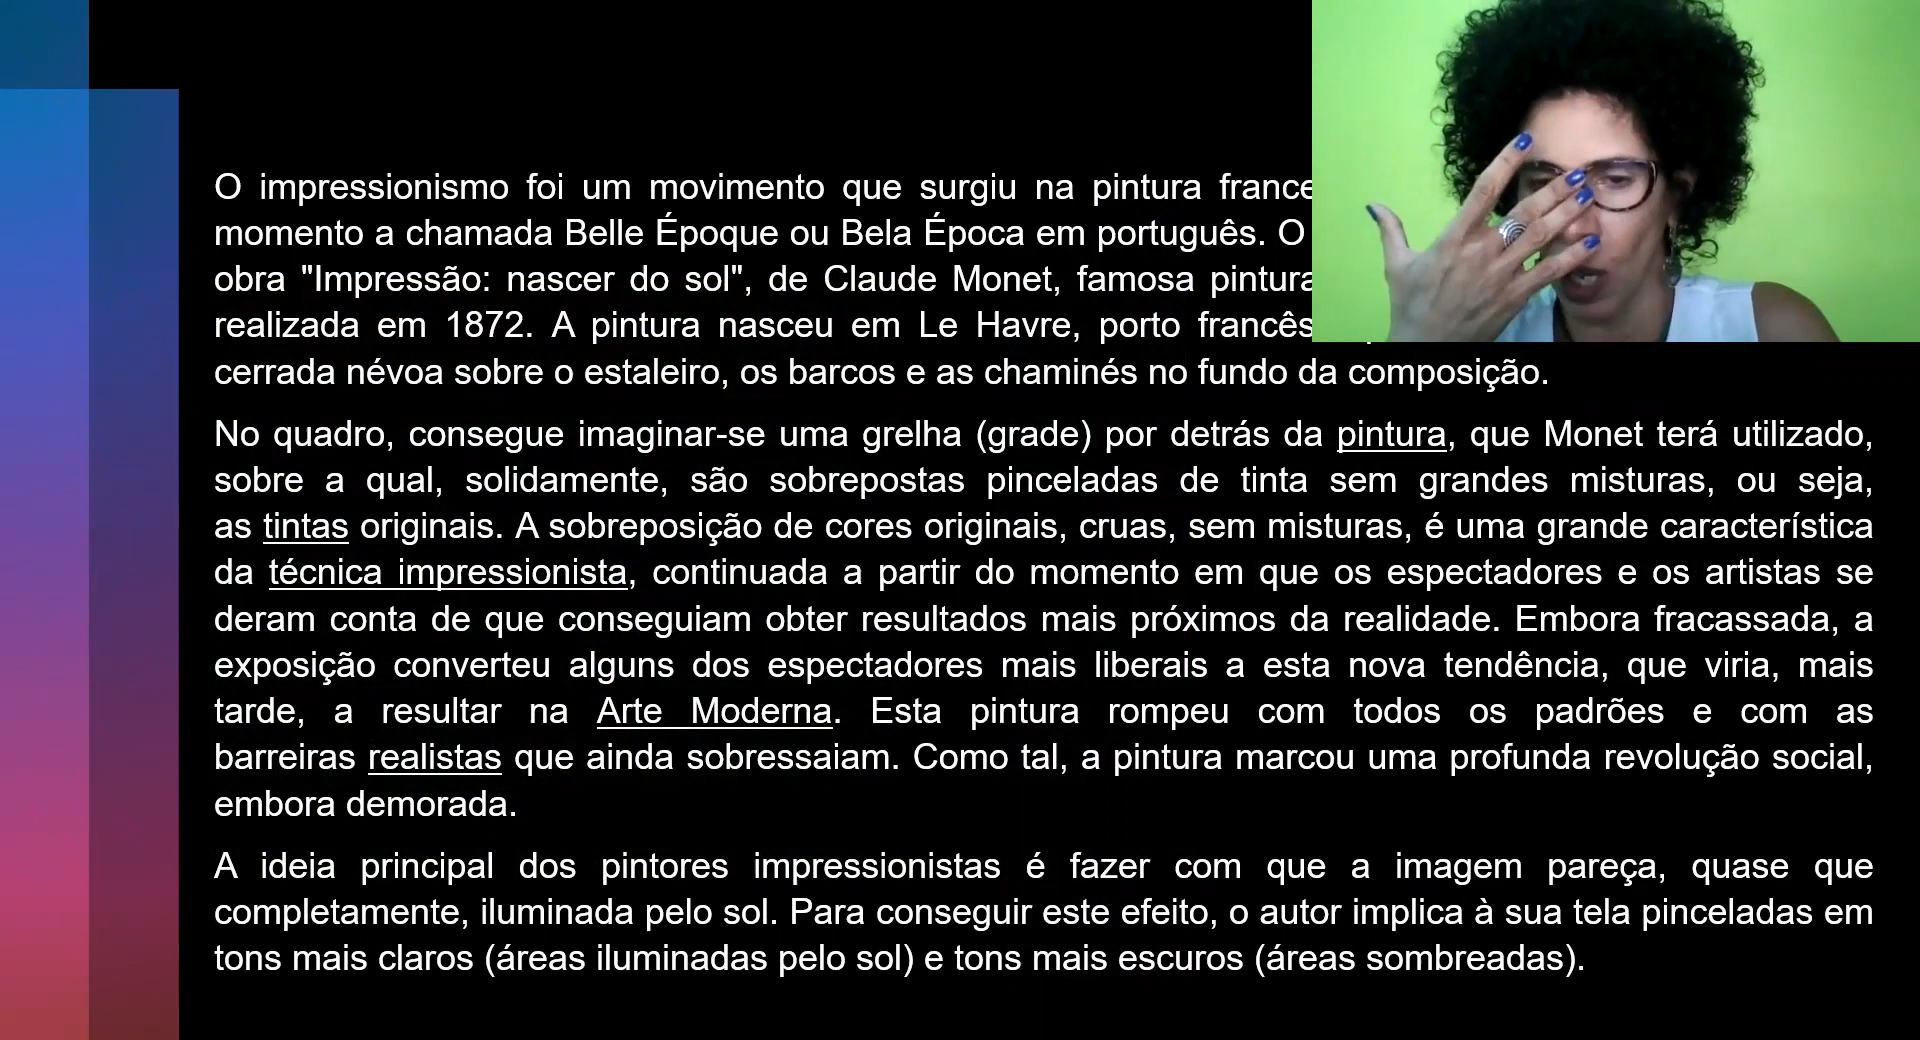 O impressionismo foi um movimento que surgiu na pintura
momento a chamada Belle Époque ou Bela Época em português. O
obra "Impressão: nascer do sol", de Claude Monet, famosa pintura
realizada em 1872. A pintura nasceu em Le Havre, porto francês
cerrada névoa sobre o estaleiro, os barcos e as chaminés no fundo da composição.
No quadro, consegue imaginar-se uma grelha (grade) por detrás da pintura, que Monet terá utilizado,
sobre a qual, solidamente, são sobrepostas pinceladas de tinta sem grandes misturas, ou seja,
as tintas originais. A sobreposição de cores originais, cruas, sem misturas, é uma grande característica
da técnica impressionista, continuada a partir do momento em que os espectadores e os artistas se
deram conta de que conseguiam obter resultados mais próximos da realidade. Embora fracassada, a
exposição converteu alguns dos espectadores mais liberais a esta nova tendência, que viria, mais
tarde, a resultar na Arte Moderna. Esta pintura rompeu com todos os padrões e com as
barreiras realistas que ainda sobressaiam. Como tal, a pintura marcou uma profunda revolução social,
embora demorada.
A ideia principal dos pintores impressionistas é fazer com que a imagem pareça, quase que
completamente, iluminada pelo sol. Para conseguir este efeito, o autor implica à sua tela pinceladas em
tons mais claros (áreas iluminadas pelo sol) e tons mais escuros (áreas sombreadas).